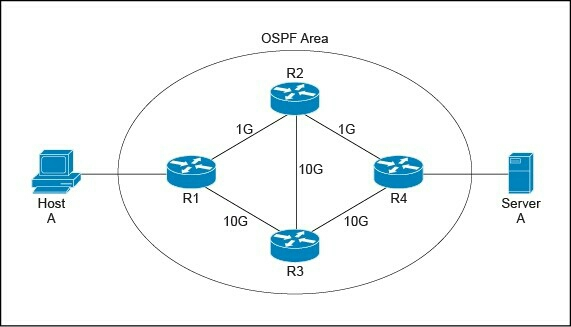 OSPF Area
R2
1G
1G
10G
Host
A
R1
R4
Server
A
10G
10G
R3